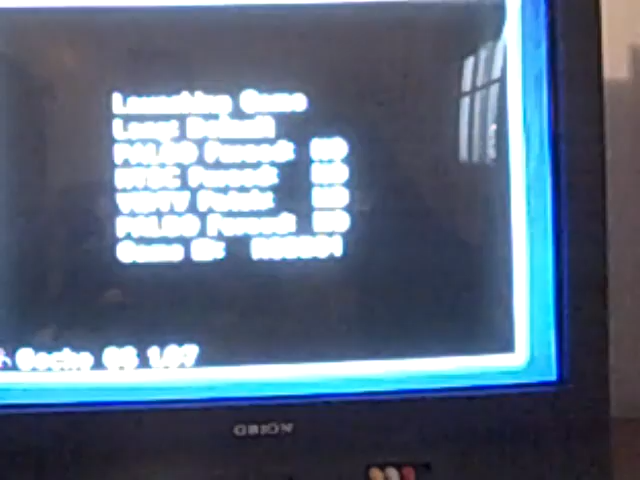 Launching Game
Lang: Default
PAL60 Forced: NO
NTSC Forced: NO
VIDTV Patch: NO
PAL50 Forced: NO
Game ID:
Gecko OS 1.07
ORION